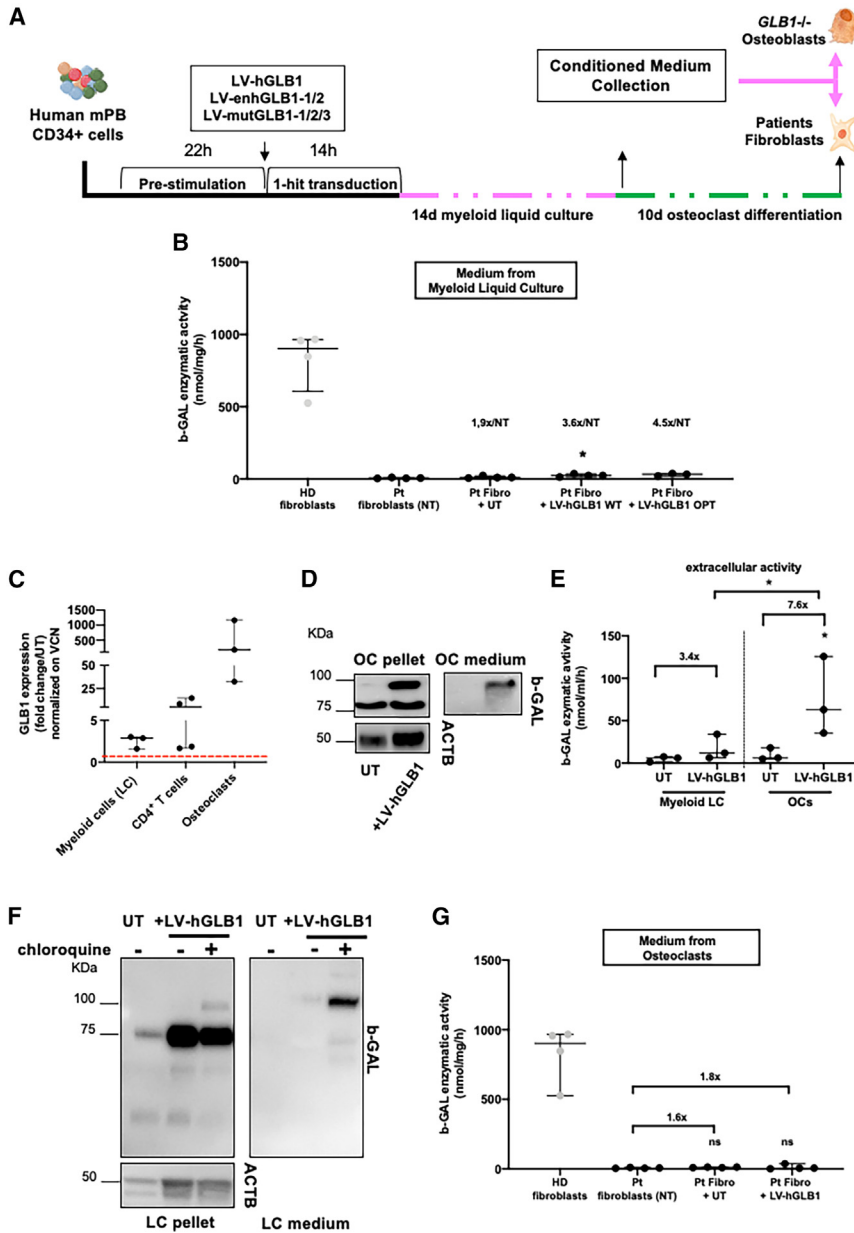 A
Human mPB
CD34+ cells
LV-hGLB1
LV-enhGLB1-1/2
LV-mutGLB1-1/2/3
22h
14h
Pre-stimulation
1-hit transduction
14d myeloid liquid culture
10d osteoclast differentiation
Conditioned Medium
Collection
GLB1-/-
Osteoblasts
Patients
Fibroblasts
B
Medium from
Myeloid Liquid Culture
b-GAL enzymatic actvity
(nmol/mg/h)
1500
1000
500
0
1,9x/NT
3.6x/NT
4.5x/NT
*
HD
fibroblasts
Pt
fibroblasts (NT)
Pt Fibro
+ UT
Pt Fibro
+ LV-hGLB1 WT
Pt Fibro
+ LV-hGLB1 OPT
C
GLB1 expression
(fold change/UT)
normalized on VCN
1500
1000
500
50
25
5
0
Myeloid cells (LC)
CD4+ T cells
Osteoclasts
D
KDa
OC pellet
OC medium
100
75
50
b-GAL
ACTB
UT
+LV-hGLB1
E
extracellular activity
*
7.6x
3.4x
*
b-GAL ezymatic avtivity
(nmol/ml/h)
150
100
50
0
UT
LV-hGLB1
UT
LV-hGLB1
Myeloid LC
OCs
F
UT
+LV-hGLB1
UT
+LV-hGLB1
chloroquine
-
-
+
-
-
+
KDa
100
75
50
b-GAL
ACTB
LC pellet
LC medium
G
Medium from
Osteoclasts
b-GAL enzymatic actvity
(nmol/mg/h)
1500
1000
500
0
1.8x
1.6x
ns
ns
HD
fibroblasts
Pt
fibroblasts (NT)
Pt Fibro
+ UT
Pt Fibro
+ LV-hGLB1